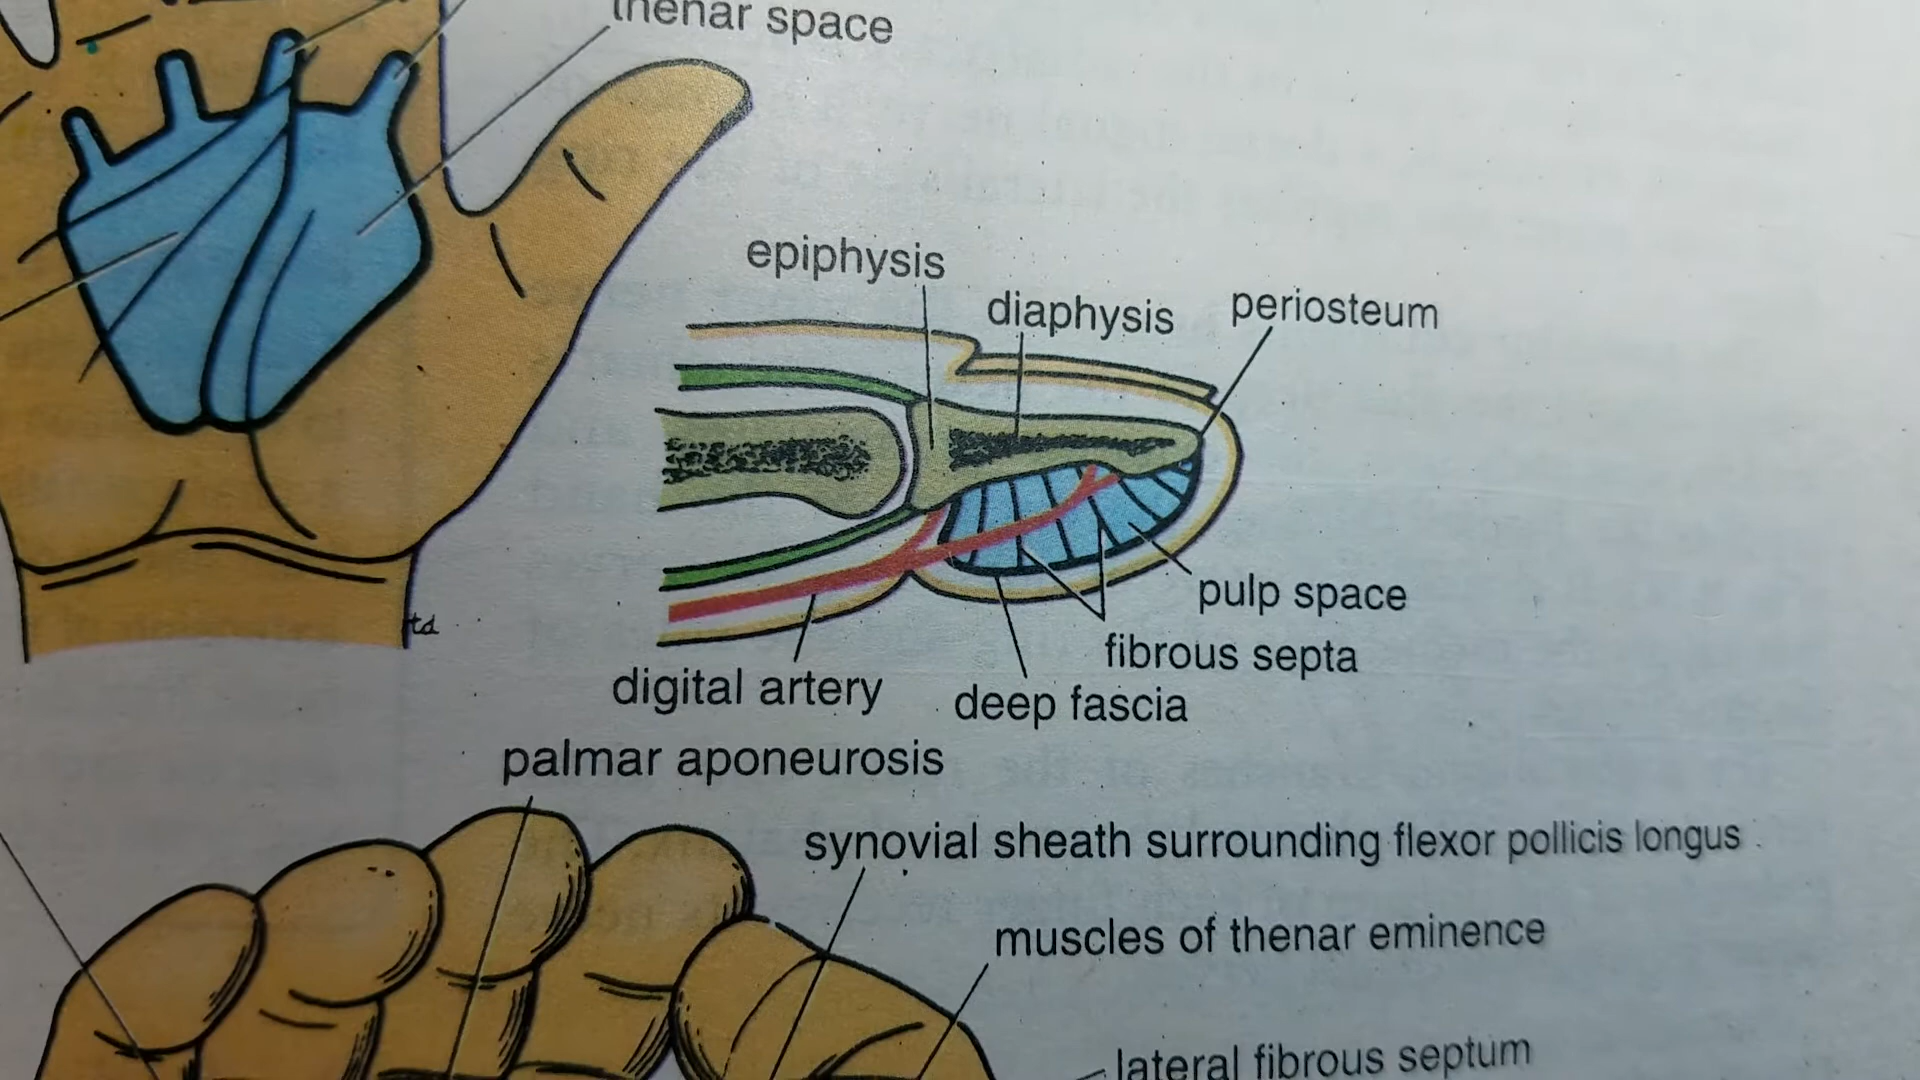 thenar space
epiphysis
diaphysis
periosteum
pulp space
fibrous septa
digital artery
deep fascia
td
palmar aponeurosis
synovial sheath surrounding flexor pollicis longus
muscles of thenar eminence
lateral fibrous septum